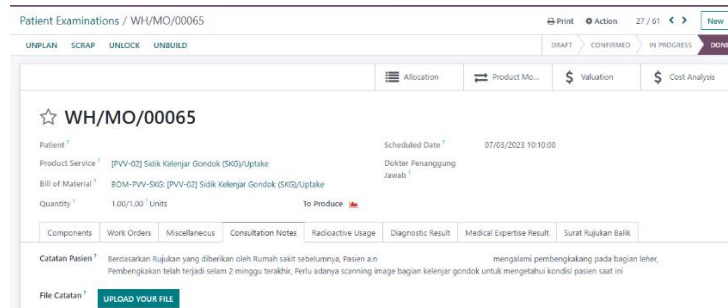 Patient Examinations / WH/MO/00065
Print Action 27 / 61 New
UNPLAN SCRAP UNLOCK UNBUILD
DRAFT CONFIRMED IN PROGRESS DONE
Allocation Product Mo... Valuation Cost Analysis
WH/MO/00065
Patient ? Scheduled Date ? 07/03/2023 10:10:00
Product Service ? [PVV-02] Sidik Kelenjar Gondok (SKG)/Uptake Dokter Penanggung
Jawab ?
Bill of Material ? BOM-PVV-SKG: [PVV-02] Sidik Kelenjar Gondok (SKG)/Uptake
Quantity ? 1.00/1.00 ? Units To Produce
Components Work Orders Miscellaneous Consultation Notes Radioactive Usage Diagnostic Result Medical Expertise Result Surat Rujukan Balik
Catatan Pasien ? Berdasarkan Rujukan yang diberikan oleh Rumah sakit sebelumnya, Pasien a.n mengalami pembengkakang pada bagian leher,
Pembengkakan telah terjadi selam 2 minggu terakhir, Perlu adanya scanning image bagian kelenjar gondok untuk mengetahui kondisi pasien saat ini
File Catatan ? UPLOAD YOUR FILE